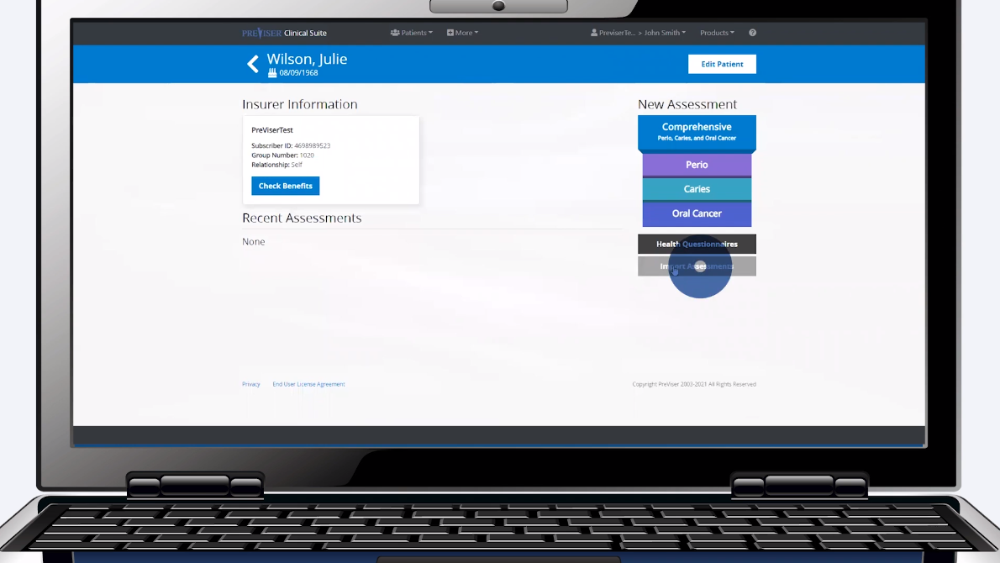 PREVISER Clinical Suite
Patients
More
PreviserTe... > John Smith
Products
?
Wilson, Julie
08/09/1968
Edit Patient
Insurer Information
PreViserTest
Subscriber ID: 4698989523
Group Number: 1020
Relationship: Self
Check Benefits
Recent Assessments
None
New Assessment
Comprehensive
Perio, Caries, and Oral Cancer
Perio
Caries
Oral Cancer
Health Questionnaires
Import Assessments
Privacy
End User License Agreement
Copyright PreViser 2003-2021 All Rights Reserved